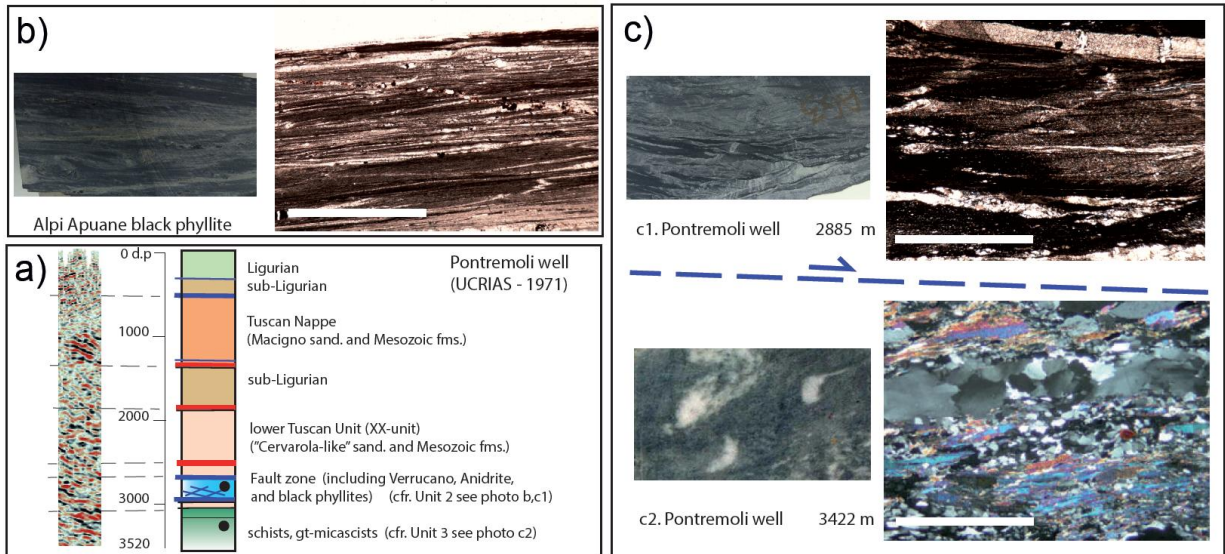 b)
Alpi Apuane black phyllite
a)
0 d.p
1000
2000
3000
3520
Ligurian
sub-Ligurian
Pontremoli well
(UCRIAS - 1971)
Tuscan Nappe
(Macigno sand. and Mesozoic fms.)
sub-Ligurian
lower Tuscan Unit (XX-unit)
("Cervarola-like" sand. and Mesozoic fms.)
Fault zone (including Verrucano, Anidrite,
and black phyllites) (cfr. Unit 2 see photo b,c1)
schists, gt-micascists (cfr. Unit 3 see photo c2)
c)
c1. Pontremoli well 2885 m
c2. Pontremoli well 3422 m